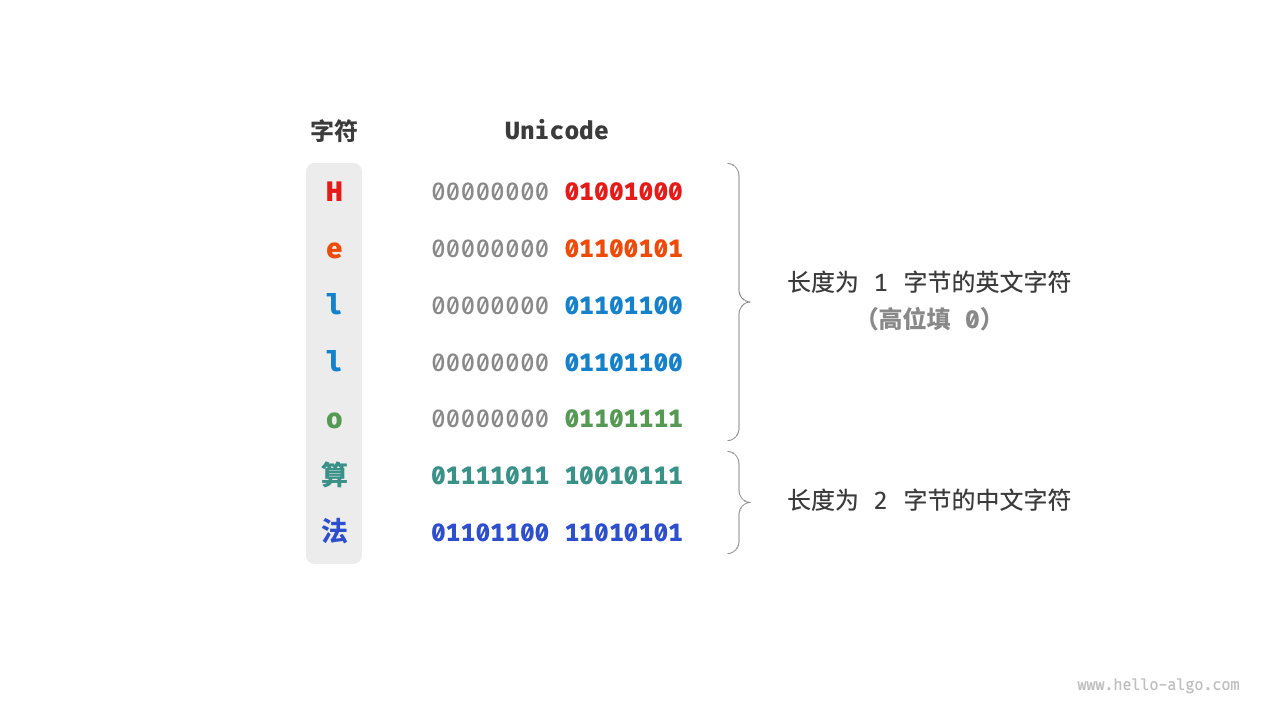 字符 Unicode
H 00000000 01001000
e 00000000 01100101
l 00000000 01101100
l 00000000 01101100
o 00000000 01101111
算 01111011 10010111
法 01101100 11010101
长度为 1 字节的英文字符
（高位填 0）
长度为 2 字节的中文字符
www.hello-algo.com